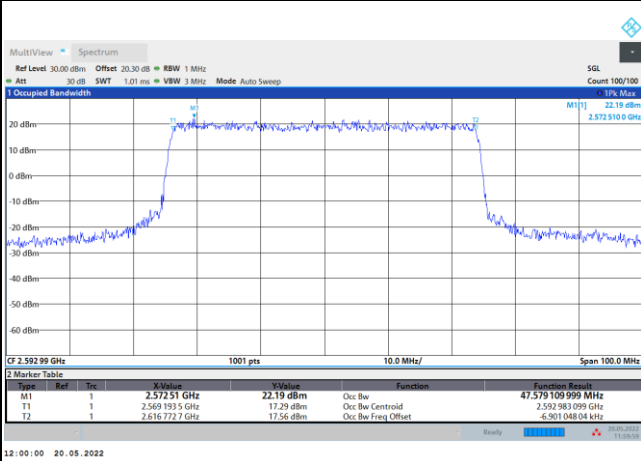 MultiView Spectrum
Ref Level 30.00 dBm Offset 20.30 dB RBW 1 MHz SGL
Att 30 dB SWT 1.01 ms VBW 3 MHz Mode Auto Sweep Count 100/100
1 Occupied Bandwidth 1Pk Max
M1[1] 22.19 dBm
2.572 510 0 GHz
M1
T1 T2
20 dBm
10 dBm
0 dBm
-10 dBm
-20 dBm
-30 dBm
-40 dBm
-50 dBm
-60 dBm
CF 2.592 99 GHz 1001 pts 10.0 MHz/ Span 100.0 MHz
2 Marker Table
Type Ref Trc X-Value Y-Value Function Function Result
M1 1 2.572 51 GHz 22.19 dBm Occ Bw 47.579 109 999 MHz
T1 1 2.569 193 5 GHz 17.29 dBm Occ Bw Centroid 2.592 983 099 GHz
T2 1 2.616 772 7 GHz 17.56 dBm Occ Bw Freq Offset -6.901 048 04 kHz
Ready 20.05.2022
11:59:59
12:00:00 20.05.2022